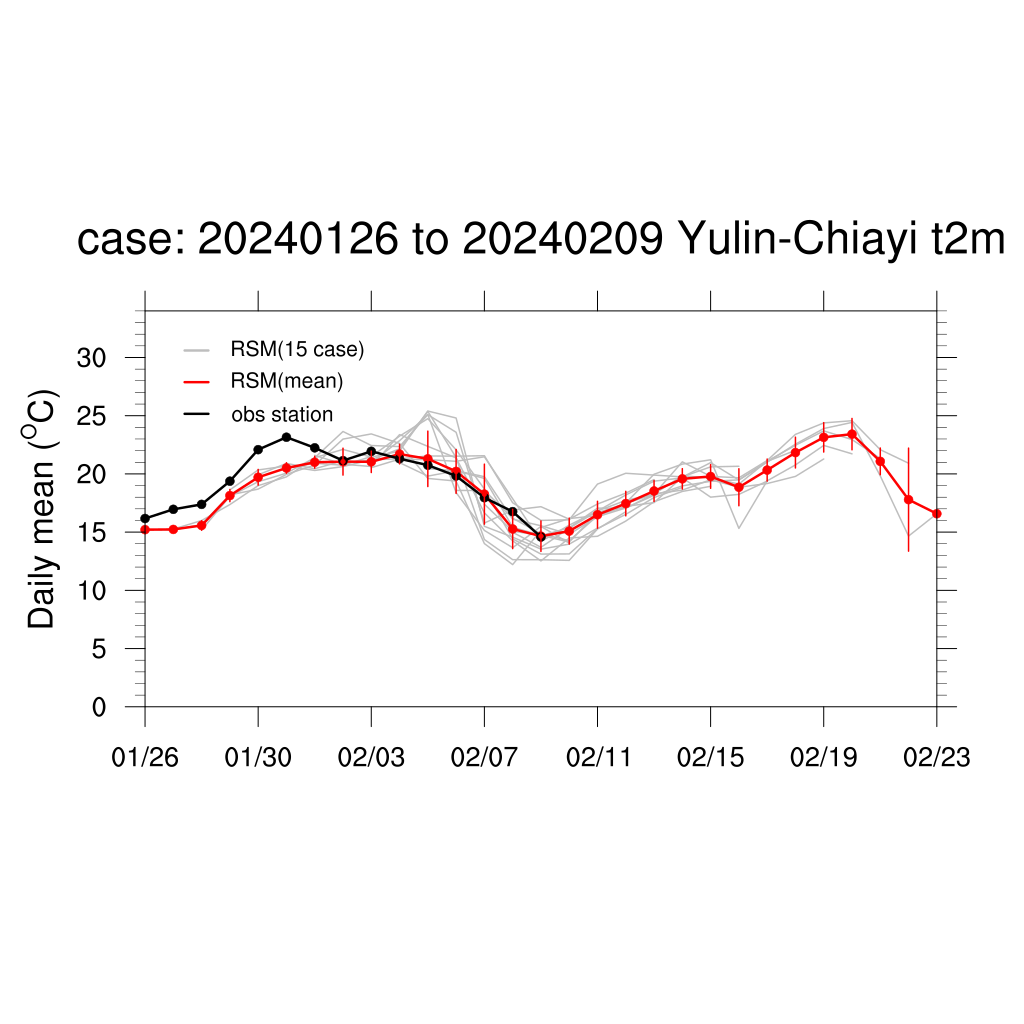 case: 20240126 to 20240209 Yulin-Chiayi t2m
RSM(15 case)
RSM(mean)
obs station
Daily mean (OC)
30
25
20
15
10
5
0
01/26 01/30 02/03 02/07 02/11 02/15 02/19 02/23